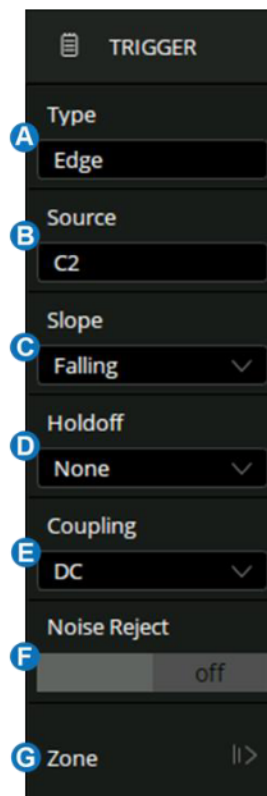 TRIGGER
Type
A
Edge
Source
B
C2
Slope
C
Falling
Holdoff
D
None
Coupling
E
DC
Noise Reject
F
off
G Zone